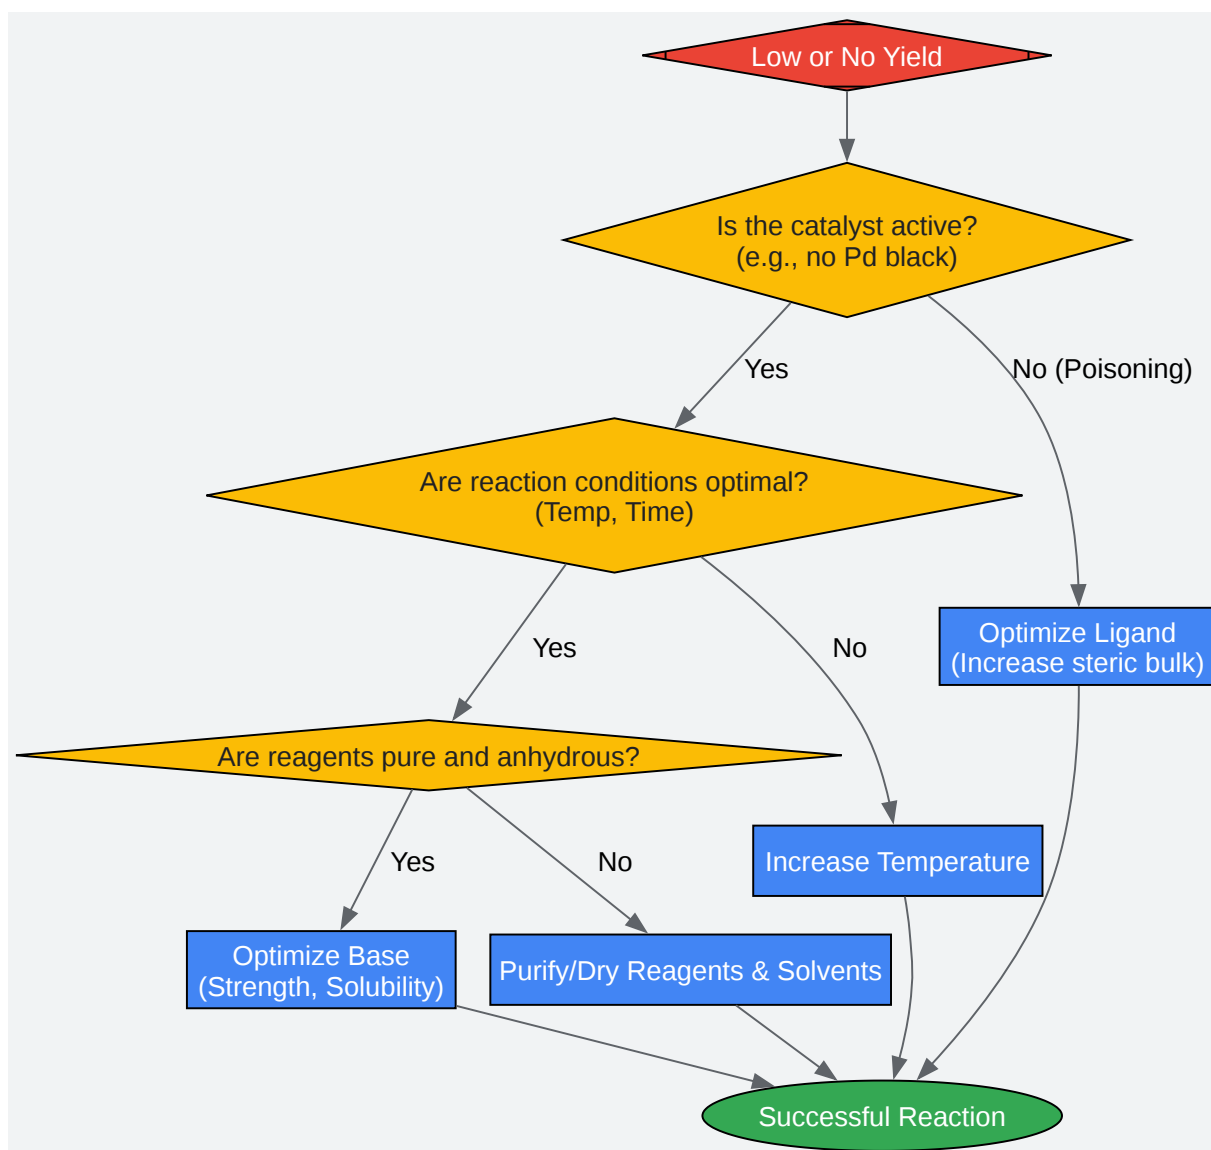 Low or No Yield
Is the catalyst active?
(e.g., no Pd black)
Yes
No (Poisoning)
Are reaction conditions optimal?
(Temp, Time)
Yes
No
Optimize Ligand
(Increase steric bulk)
Are reagents pure and anhydrous?
Yes
No
Increase Temperature
Optimize Base
(Strength, Solubility)
Purify/Dry Reagents & Solvents
Successful Reaction